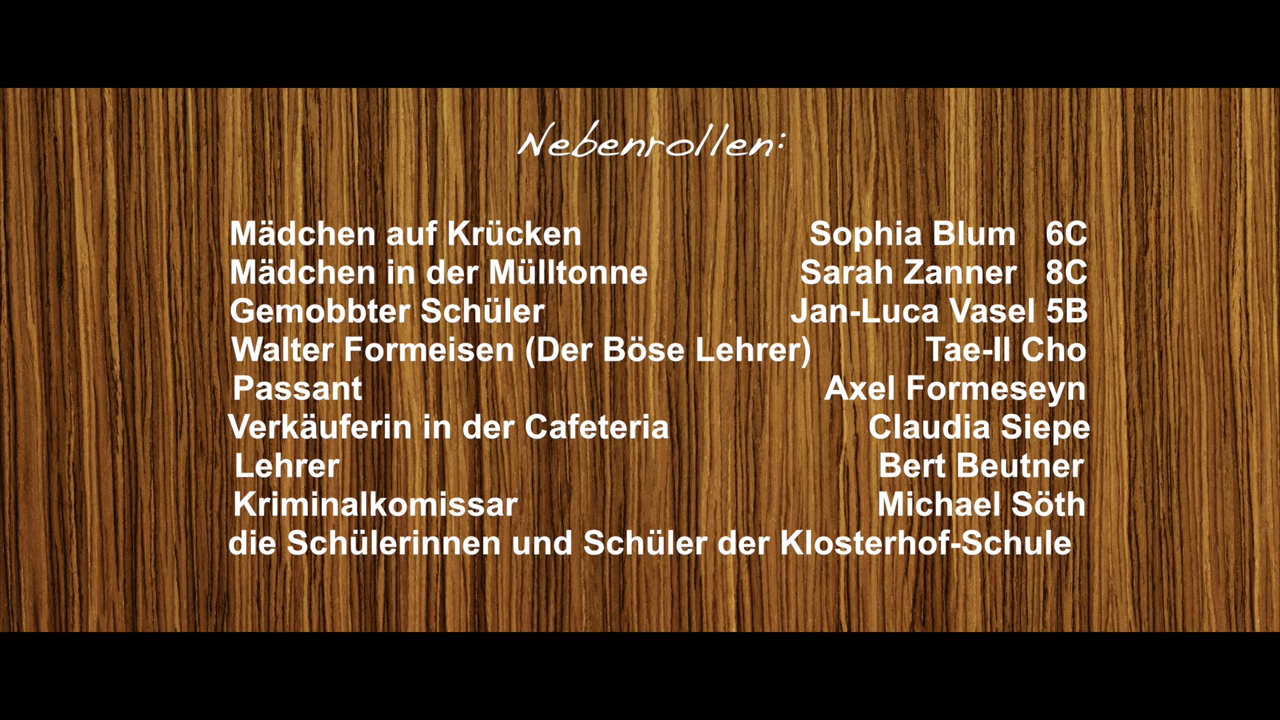 Nebenrollen:
Mädchen auf Krücken Sophia Blum 6C
Mädchen in der Mülltonne Sarah Zanner 8C
Gemobbter Schüler Jan-Luca Vasel 5B
Walter Formeisen (Der Böse Lehrer) Tae-Il Cho
Passant Axel Formeseyn
Verkäuferin in der Cafeteria Claudia Siepe
Lehrer Bert Beutner
Kriminalkomissar Michael Söth
die Schülerinnen und Schüler der Klosterhof-Schule